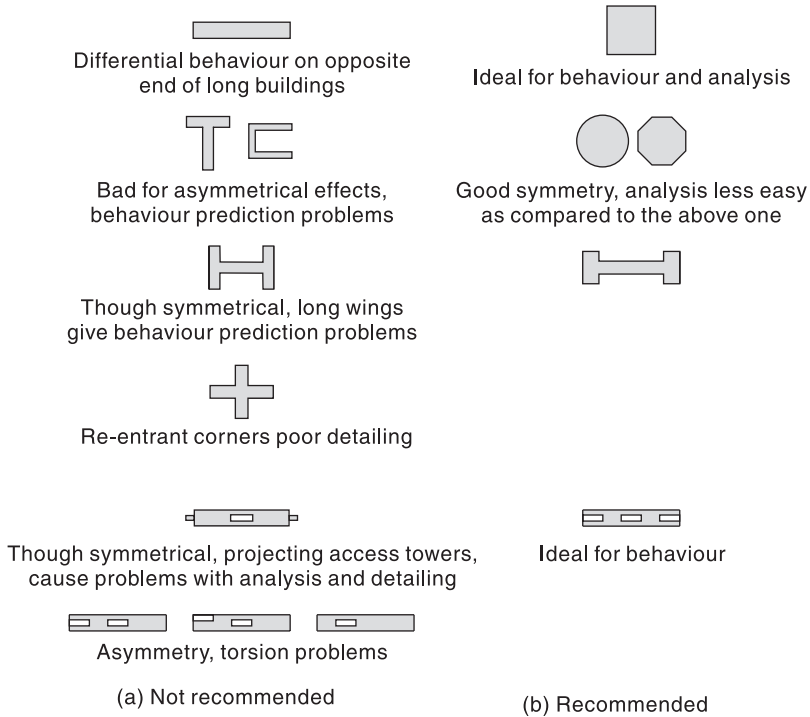 Differential behaviour on opposite
end of long buildings
Ideal for behaviour and analysis
Bad for asymmetrical effects,
behaviour prediction problems
Good symmetry, analysis less easy
as compared to the above one
Though symmetrical, long wings
give behaviour prediction problems
Re-entrant corners poor detailing
Though symmetrical, projecting access towers,
cause problems with analysis and detailing
Ideal for behaviour
Asymmetry, torsion problems
(a) Not recommended
(b) Recommended